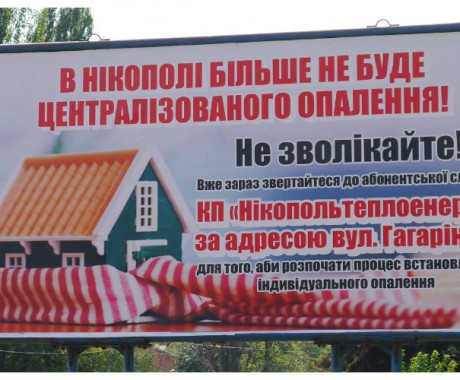 В НІКОПОЛІ БІЛЬШЕ НЕ БУДЕ
ЦЕНТРАЛІЗОВАНОГО ОПАЛЕННЯ!
Не зволікайте!
Вже зараз звертайтеся до абонентської
КП «Нікопольтеплоенер
за адресою вул. Гагарін
для того, аби розпочати процес встановл
індивідуального опалення